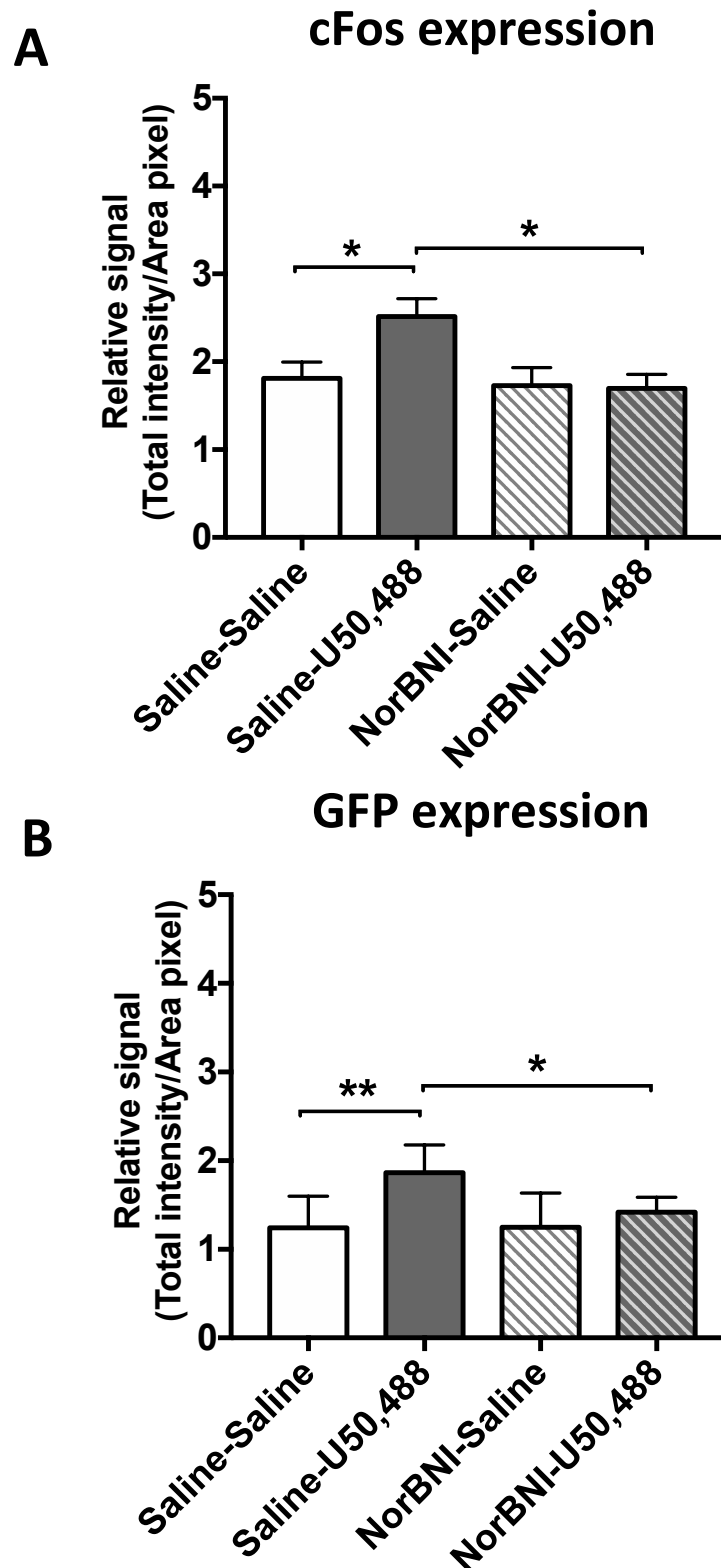 A
cFos expression
Relative signal
(Total intensity/Area pixel)
5
4
3
2
1
0
*
*
Saline-Saline
Saline-U50,488
NorBNI-Saline
NorBNI-U50,488
B
GFP expression
Relative signal
(Total intensity/Area pixel)
5
4
3
2
1
0
**
*
Saline-Saline
Saline-U50,488
NorBNI-Saline
NorBNI-U50,488